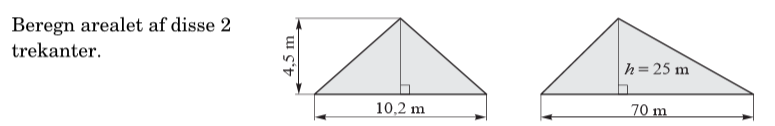 Beregn arealet af disse 2
trekanter.
4,5 m
10,2 m
h = 25 m
70 m